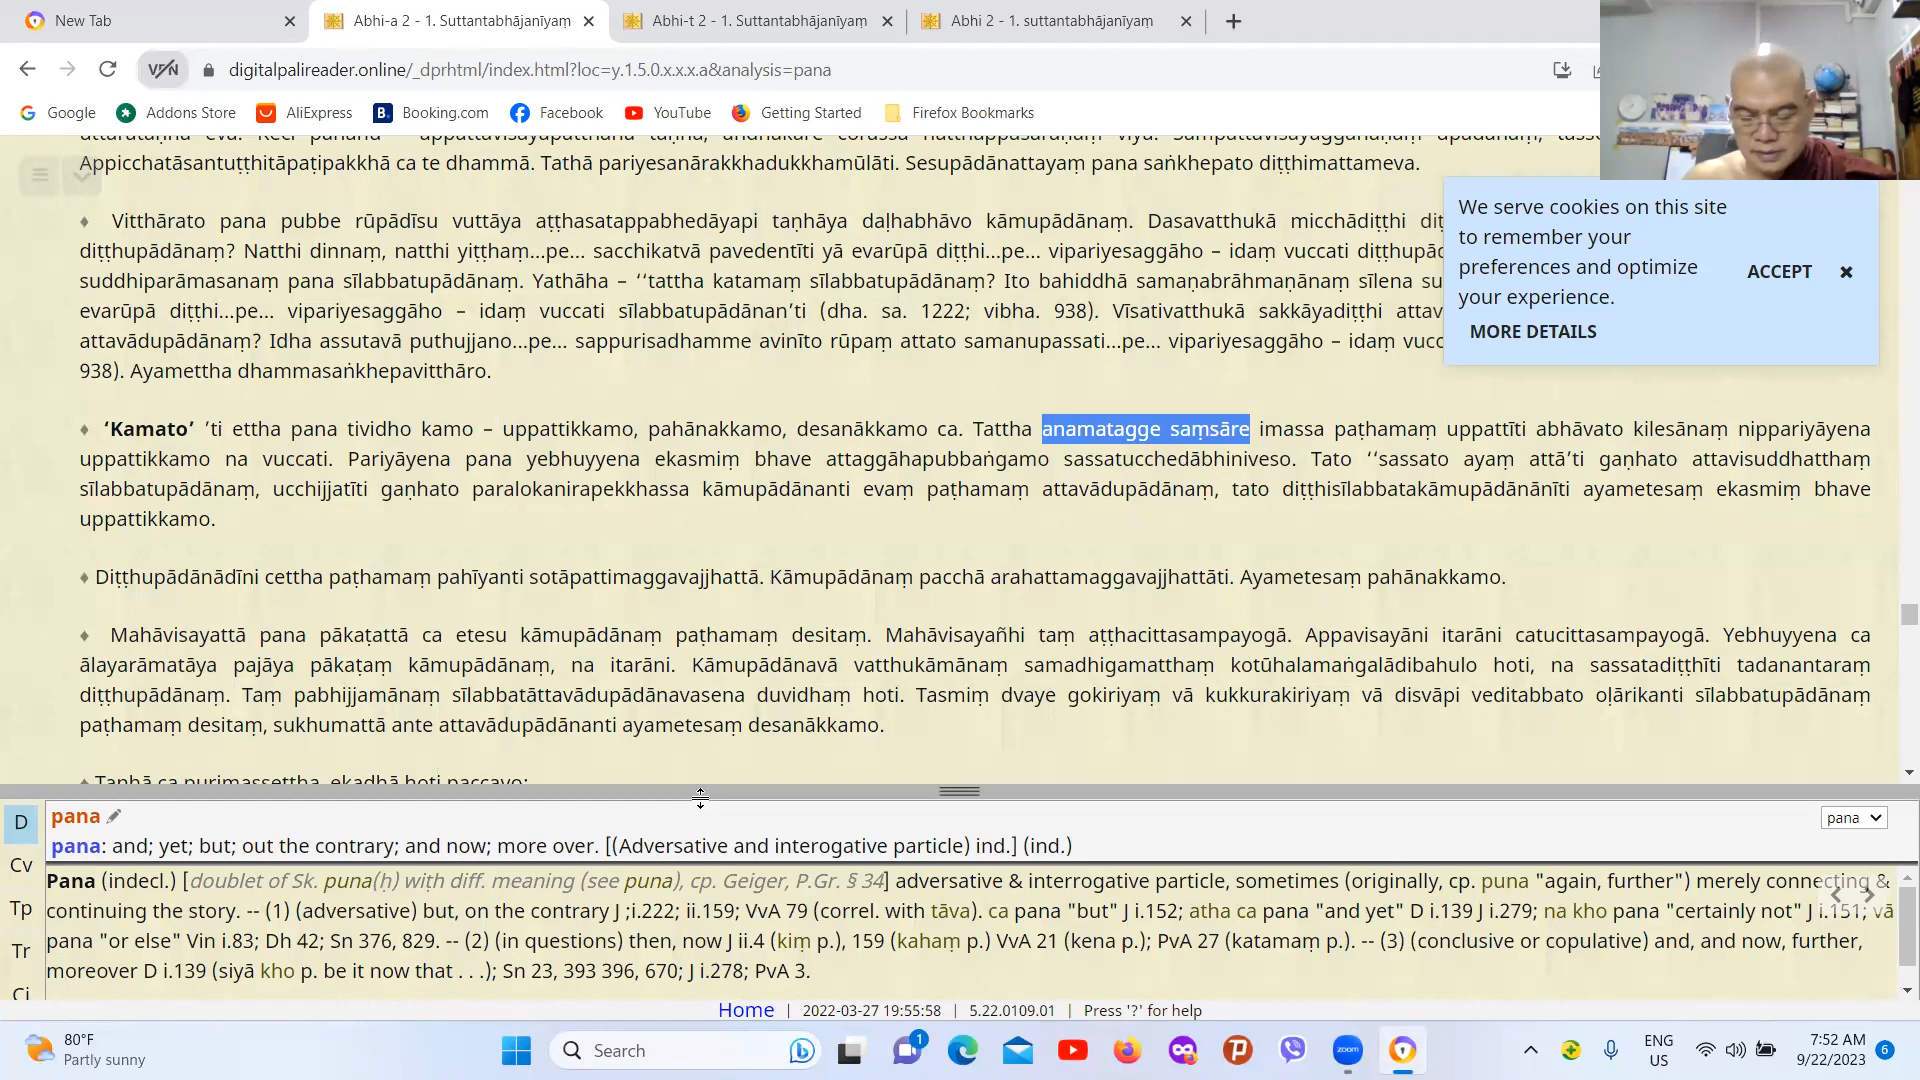 New Tab
Abhi-a 2 - 1. Suttantabhājanīyaṃ
Abhi-t 2 - 1. Suttantabhājanīyaṃ
Abhi 2 - 1. suttantabhājanīyaṃ
VPN
digitalpalireader.online/_dprhtml/index.html?loc=y.1.5.0.x.x.x.a&analysis=pana
Google
Addons Store
AliExpress
Booking.com
Facebook
YouTube
Getting Started
Firefox Bookmarks
Appicchatāsantuṭṭhitāpaṭipakkhā ca te dhammā. Tathā pariyesanārakkhadukkhamūlāti. Sesupādānattayaṃ pana saṅkhepato diṭṭhimattameva.
♦ Vitthārato pana pubbe rūpādīsu vuttāya aṭṭhasatappabhedāyapi taṇhāya daḷhabhāvo kāmupādānaṃ. Dasavatthukā micchādiṭṭhi
diṭṭhupādānaṃ? Natthi dinnaṃ, natthi yiṭṭhaṃ...pe... sacchikatvā pavedentīti yā evarūpā diṭṭhi...pe... vipariyesaggāho – idaṃ vuccati
suddhiparāmasanaṃ pana sīlabbatupādānaṃ. Yathāha – ‘‘tattha katamaṃ sīlabbatupādānaṃ? Ito bahiddhā samaṇabrāhmaṇānaṃ sīlena
evarūpā diṭṭhi...pe... vipariyesaggāho – idaṃ vuccati sīlabbatupādānan’ti (dha. sa. 1222; vibha. 938). Vīsativatthukā sakkāyadiṭṭhi
attavādupādānaṃ? Idha assutavā puthujjano...pe... sappurisadhamme avinīto rūpaṃ attato samanupassati...pe... vipariyesaggāho – idaṃ
938). Ayamettha dhammasaṅkhepavitthāro.
♦ ‘Kamato’ ’ti ettha pana tividho kamo – uppattikkamo, pahānakkamo, desanākkamo ca. Tattha anamatagge saṃsāre imassa paṭhamaṃ uppattīti abhāvato kilesānaṃ nippariyāyena
uppattikkamo na vuccati. Pariyāyena pana yebhuyyena ekasmiṃ bhave attaggāhapubbaṅgamo sassatucchedābhiniveso. Tato ‘‘sassato ayaṃ attā’ti gaṇhato attavisuddhatthaṃ
sīlabbatupādānaṃ, ucchijjatīti gaṇhato paralokanirapekkhassa kāmupādānanti evaṃ paṭhamaṃ attavādupādānaṃ, tato diṭṭhisīlabbatakāmupādānānīti ayametesaṃ ekasmiṃ bhave
uppattikkamo.
♦ Diṭṭhupādānādīni cettha paṭhamaṃ pahīyanti sotāpattimaggavajjhattā. Kāmupādānaṃ pacchā arahattamaggavajjhattāti. Ayametesaṃ pahānakkamo.
♦ Mahāvisayattā pana pākaṭattā ca etesu kāmupādānaṃ paṭhamaṃ desitaṃ. Mahāvisayañhi taṃ aṭṭhacittasampayogā. Appavisayāni itarāni catucittasampayogā. Yebhuyyena ca
ālayarāmatāya pajāya pākaṭaṃ kāmupādānaṃ, na itarāni. Kāmupādānavā vatthukāmānaṃ samadhigamatthaṃ kotūhalamaṅgalādibahulo hoti, na sassatadiṭṭhīti tadanantaraṃ
diṭṭhupādānaṃ. Taṃ pabhijjamānaṃ sīlabbatāttavādupādānavasena duvidhaṃ hoti. Tasmiṃ dvaye gokiriyaṃ vā kukkurakiriyaṃ vā disvāpi veditabbato oḷārikanti sīlabbatupādānaṃ
paṭhamaṃ desitaṃ, sukhumattā ante attavādupādānanti ayametesaṃ desanākkamo.
♦ Taṇhā ca purimassettha, ekadhā hoti paccayo;
We serve cookies on this site
to remember your
preferences and optimize
your experience.
ACCEPT
MORE DETAILS
D
Cv
Tp
Tr
Ci
pana
pana
pana: and; yet; but; out the contrary; and now; more over. [(Adversative and interogative particle) ind.] (ind.)
Pana (indecl.) [doublet of Sk. puna(ḥ) wiṭh diff. meaning (see puna), cp. Geiger, P.Gr. § 34] adversative & interrogative particle, sometimes (originally, cp. puna "again, further") merely connecting &
continuing the story. -- (1) (adversative) but, on the contrary J ;i.222; ii.159; VvA 79 (correl. with tāva). ca pana "but" J i.152; atha ca pana "and yet" D i.139 J i.279; na kho pana "certainly not" J i.151; vā
pana "or else" Vin i.83; Dh 42; Sn 376, 829. -- (2) (in questions) then, now J ii.4 (kiṃ p.), 159 (kahaṃ p.) VvA 21 (kena p.); PvA 27 (katamaṃ p.). -- (3) (conclusive or copulative) and, and now, further,
moreover D i.139 (siyā kho p. be it now that . . .); Sn 23, 393 396, 670; J i.278; PvA 3.
Home | 2022-03-27 19:55:58 | 5.22.0109.01 | Press '?' for help
80°F
Partly sunny
Search
1
zoom
ENG
US
7:52 AM
9/22/2023
6